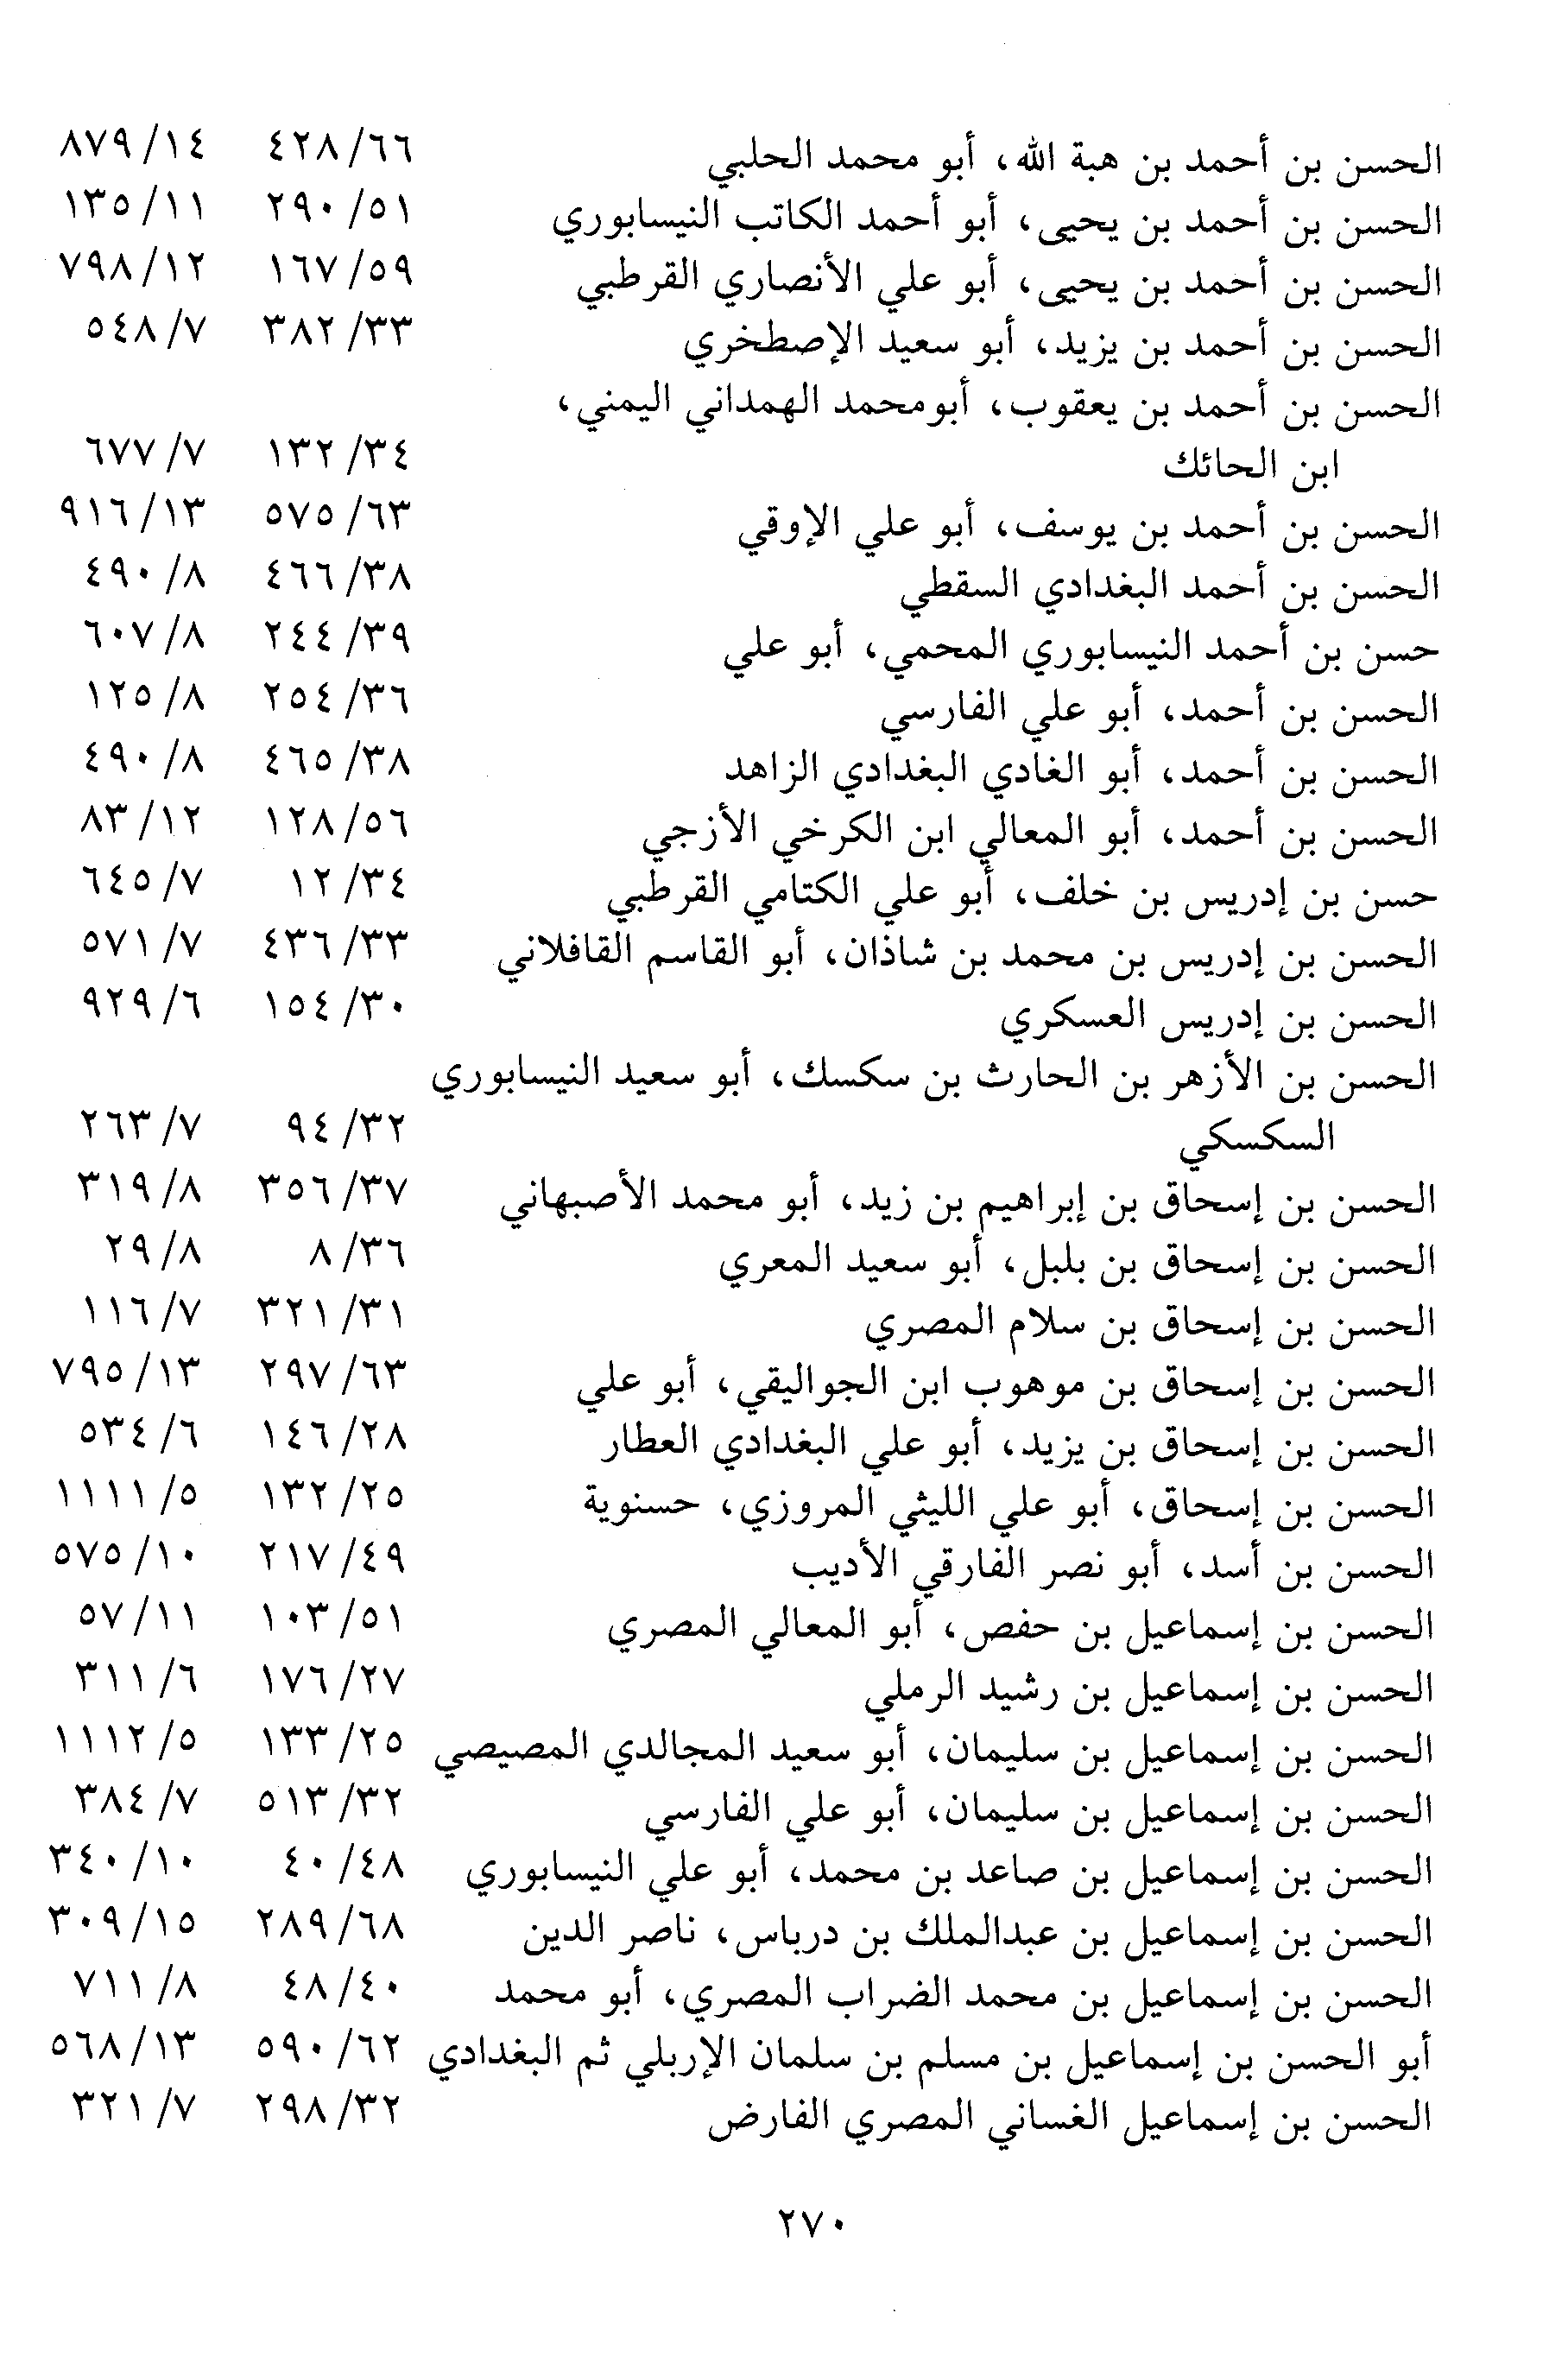 الحسن بن أحمد بن هبة الله، أبو محمد الحلبي ٤٢٨/٦٦ ٨٧٩/١٤
الحسن بن أحمد بن يحيى، أبو أحمد الكاتب النيسابوري ٢٩٠/٥١ ١٣٥/١١
الحسن بن أحمد بن يحيى، أبو علي الأنصاري القرطبي ١٦٧/٥٩ ٧٩٨/١٢
الحسن بن أحمد بن يزيد، أبو سعيد الإصطخري ٣٨٢/٣٣ ٥٤٨/٧
الحسن بن أحمد بن يعقوب، أبومحمد الهمداني اليمني،
ابن الحائك ١٣٢/٣٤ ٦٧٧/٧
الحسن بن أحمد بن يوسف، أبو علي الإوقي ٥٧٥/٦٣ ٩١٦/١٣
الحسن بن أحمد البغدادي السقطي ٤٦٦/٣٨ ٤٩٠/٨
حسن بن أحمد النيسابوري المحمي، أبو علي ٢٤٤/٣٩ ٦٠٧/٨
الحسن بن أحمد، أبو علي الفارسي ٢٥٤/٣٦ ١٢٥/٨
الحسن بن أحمد، أبو الغادي البغدادي الزاهد ٤٦٥/٣٨ ٤٩٠/٨
الحسن بن أحمد، أبو المعالي ابن الكرخي الأزجي ١٢٨/٥٦ ٨٣/١٢
حسن بن إدريس بن خلف، أبو علي الكتامي القرطبي ١٢/٣٤ ٦٤٥/٧
الحسن بن إدريس بن محمد بن شاذان، أبو القاسم القافلاني ٤٣٦/٣٣ ٥٧١/٧
الحسن بن إدريس العسكري ١٥٤/٣٠ ٩٢٩/٦
الحسن بن الأزهر بن الحارث بن سكسك، أبو سعيد النيسابوري
السكسكي ٩٤/٣٢ ٢٦٣/٧
الحسن بن إسحاق بن إبراهيم بن زيد، أبو محمد الأصبهاني ٣٥٦/٣٧ ٣١٩/٨
الحسن بن إسحاق بن بلبل، أبو سعيد المعري ٨/٣٦ ٢٩/٨
الحسن بن إسحاق بن سلام المصري ٣٢١/٣١ ١١٦/٧
الحسن بن إسحاق بن موهوب ابن الجواليقي، أبو علي ٢٩٧/٦٣ ٧٩٥/١٣
الحسن بن إسحاق بن يزيد، أبو علي البغدادي العطار ١٤٦/٢٨ ٥٣٤/٦
الحسن بن إسحاق، أبو علي الليثي المروزي، حسنوية ١٣٢/٢٥ ١١١١/٥
الحسن بن أسد، أبو نصر الفارقي الأديب ٢١٧/٤٩ ٥٧٥/١٠
الحسن بن إسماعيل بن حفص، أبو المعالي المصري ١٠٣/٥١ ٥٧/١١
الحسن بن إسماعيل بن رشيد الرملي ١٧٦/٢٧ ٣١١/٦
الحسن بن إسماعيل بن سليمان، أبو سعيد المجالدي المصيصي ١٣٣/٢٥ ١١١٢/٥
الحسن بن إسماعيل بن سليمان، أبو علي الفارسي ٥١٣/٣٢ ٣٨٤/٧
الحسن بن إسماعيل بن صاعد بن محمد، أبو علي النيسابوري ٤٠/٤٨ ٣٤٠/١٠
الحسن بن إسماعيل بن عبدالملك بن درباس، ناصر الدين ٢٨٩/٦٨ ٣٠٩/١٥
الحسن بن إسماعيل بن محمد الضراب المصري، أبو محمد ٤٨/٤٠ ٧١١/٨
أبو الحسن بن إسماعيل بن مسلم بن سلمان الإربلي ثم البغدادي ٥٩٠/٦٢ ٥٦٨/١٣
الحسن بن إسماعيل الغساني المصري الفارض ٢٩٨/٣٢ ٣٢١/٧
٢٧٠